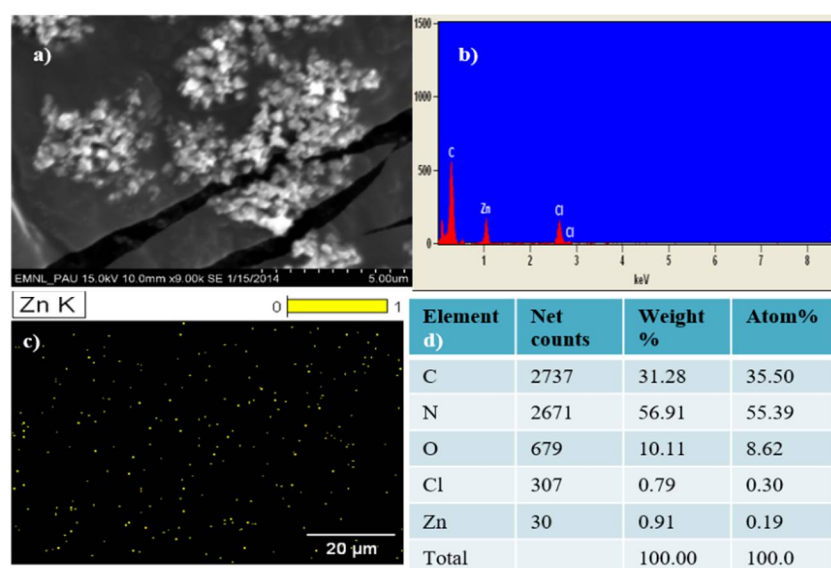 a)
EMNL_PAU 15.0kV 10.0mm x9.00k SE 1/15/2014 5.00um
b)
1500
1000
500
0
C
Zn
Cl
Cl
1 2 3 4 5 6 7 8
keV
Zn K
0 1
c)
20 μm
Element Net counts Weight % Atom%
d)
C 2737 31.28 35.50
N 2671 56.91 55.39
O 679 10.11 8.62
Cl 307 0.79 0.30
Zn 30 0.91 0.19
Total 100.00 100.0